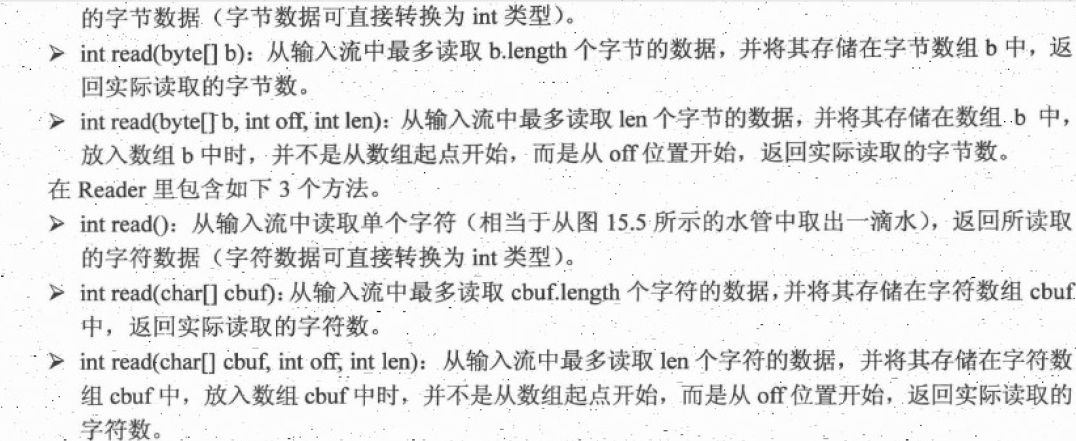 的字节数据（字节数据可直接转换为 int 类型）。
➢ int read(byte[] b)：从输入流中最多读取 b.length 个字节的数据，并将其存储在字节数组 b 中，返
回实际读取的字节数。
➢ int read(byte[] b, int off, int len)：从输入流中最多读取 len 个字节的数据，并将其存储在数组 b 中，
放入数组 b 中时，并不是从数组起点开始，而是从 off 位置开始，返回实际读取的字节数。
在 Reader 里包含如下 3 个方法。
➢ int read()：从输入流中读取单个字符（相当于从图 15.5 所示的水管中取出一滴水），返回所读取
的字符数据（字符数据可直接转换为 int 类型）。
➢ int read(char[] cbuf)：从输入流中最多读取 cbuf.length 个字符的数据，并将其存储在字符数组 cbuf
中，返回实际读取的字符数。
➢ int read(char[] cbuf, int off, int len)：从输入流中最多读取 len 个字符的数据，并将其存储在字符数
组 cbuf 中，放入数组 cbuf 中时，并不是从数组起点开始，而是从 off 位置开始，返回实际读取的
字符数。